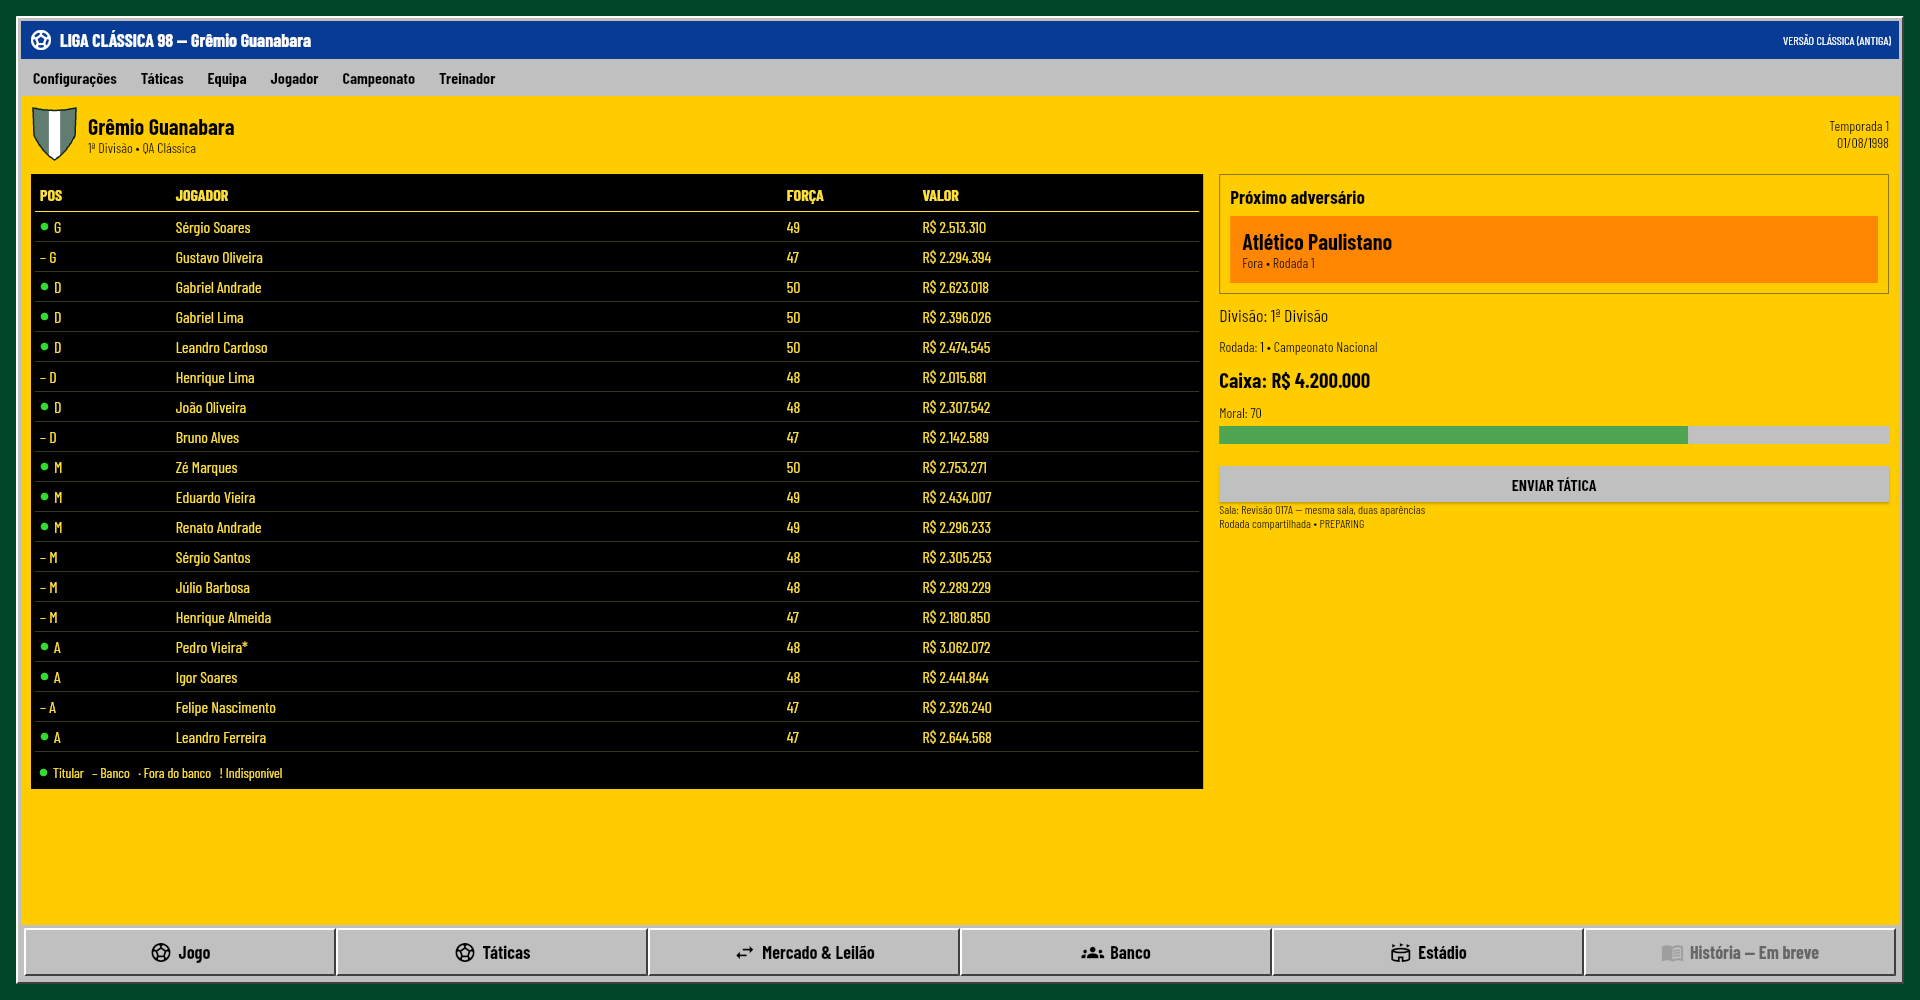 LIGA CLÁSSICA 98 — Grêmio Guanabara
VERSÃO CLÁSSICA (ANTIGA)
Configurações Táticas Equipa Jogador Campeonato Treinador
Grêmio Guanabara
1ª Divisão • QA Clássica
Temporada 1
01/08/1998
POS JOGADOR FORÇA VALOR
● G Sérgio Soares 49 R$ 2.513.310
– G Gustavo Oliveira 47 R$ 2.294.394
● D Gabriel Andrade 50 R$ 2.623.018
● D Gabriel Lima 50 R$ 2.396.026
● D Leandro Cardoso 50 R$ 2.474.545
– D Henrique Lima 48 R$ 2.015.681
● D João Oliveira 48 R$ 2.307.542
– D Bruno Alves 47 R$ 2.142.589
● M Zé Marques 50 R$ 2.753.271
● M Eduardo Vieira 49 R$ 2.434.007
● M Renato Andrade 49 R$ 2.296.233
– M Sérgio Santos 48 R$ 2.305.253
– M Júlio Barbosa 48 R$ 2.289.229
– M Henrique Almeida 47 R$ 2.180.850
● A Pedro Vieira* 48 R$ 3.062.072
● A Igor Soares 48 R$ 2.441.844
– A Felipe Nascimento 47 R$ 2.326.240
● A Leandro Ferreira 47 R$ 2.644.568
● Titular – Banco · Fora do banco ! Indisponível
Próximo adversário
Atlético Paulistano
Fora • Rodada 1
Divisão: 1ª Divisão
Rodada: 1 • Campeonato Nacional
Caixa: R$ 4.200.000
Moral: 70
ENVIAR TÁTICA
Sala: Revisão 017A — mesma sala, duas aparências
Rodada compartilhada • PREPARING
Jogo Táticas Mercado & Leilão Banco Estádio História — Em breve